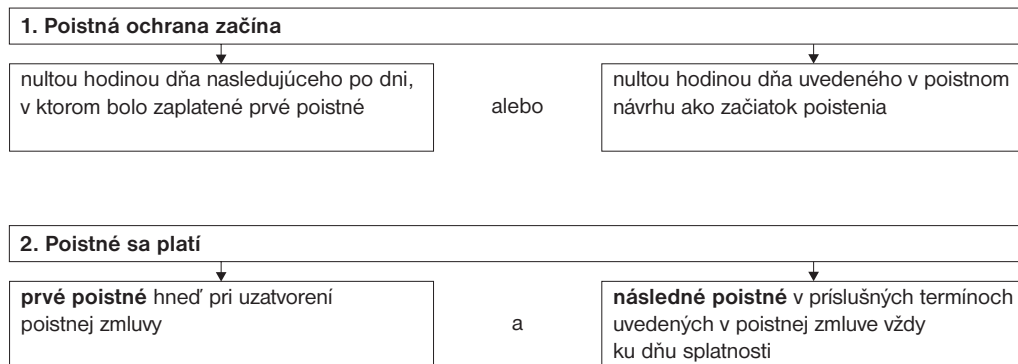 1. Poistná ochrana začína
nultou hodinou dňa nasledujúceho po dni,
v ktorom bolo zaplatené prvé poistné
alebo
nultou hodinou dňa uvedeného v poistnom
návrhu ako začiatok poistenia
2. Poistné sa platí
prvé poistné hneď pri uzatvorení
poistnej zmluvy
a
následné poistné v príslušných termínoch
uvedených v poistnej zmluve vždy
ku dňu splatnosti